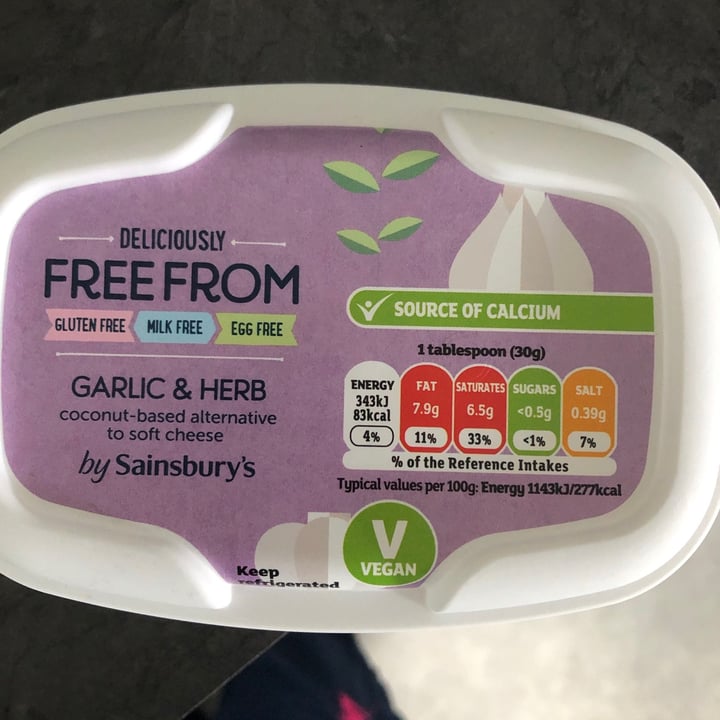 DELICIOUSLY
FREE FROM
GLUTEN FREE MILK FREE EGG FREE
GARLIC & HERB
coconut-based alternative
to soft cheese
by Sainsbury's
SOURCE OF CALCIUM
1 tablespoon (30g)
ENERGY FAT SATURATES SUGARS SALT
343kJ
83kcal 7.9g 6.5g <0.5g 0.39g
4% 11% 33% <1% 7%
% of the Reference Intakes
Typical values per 100g: Energy 1143kJ/277kcal
V
VEGAN
Keep
refrigerated